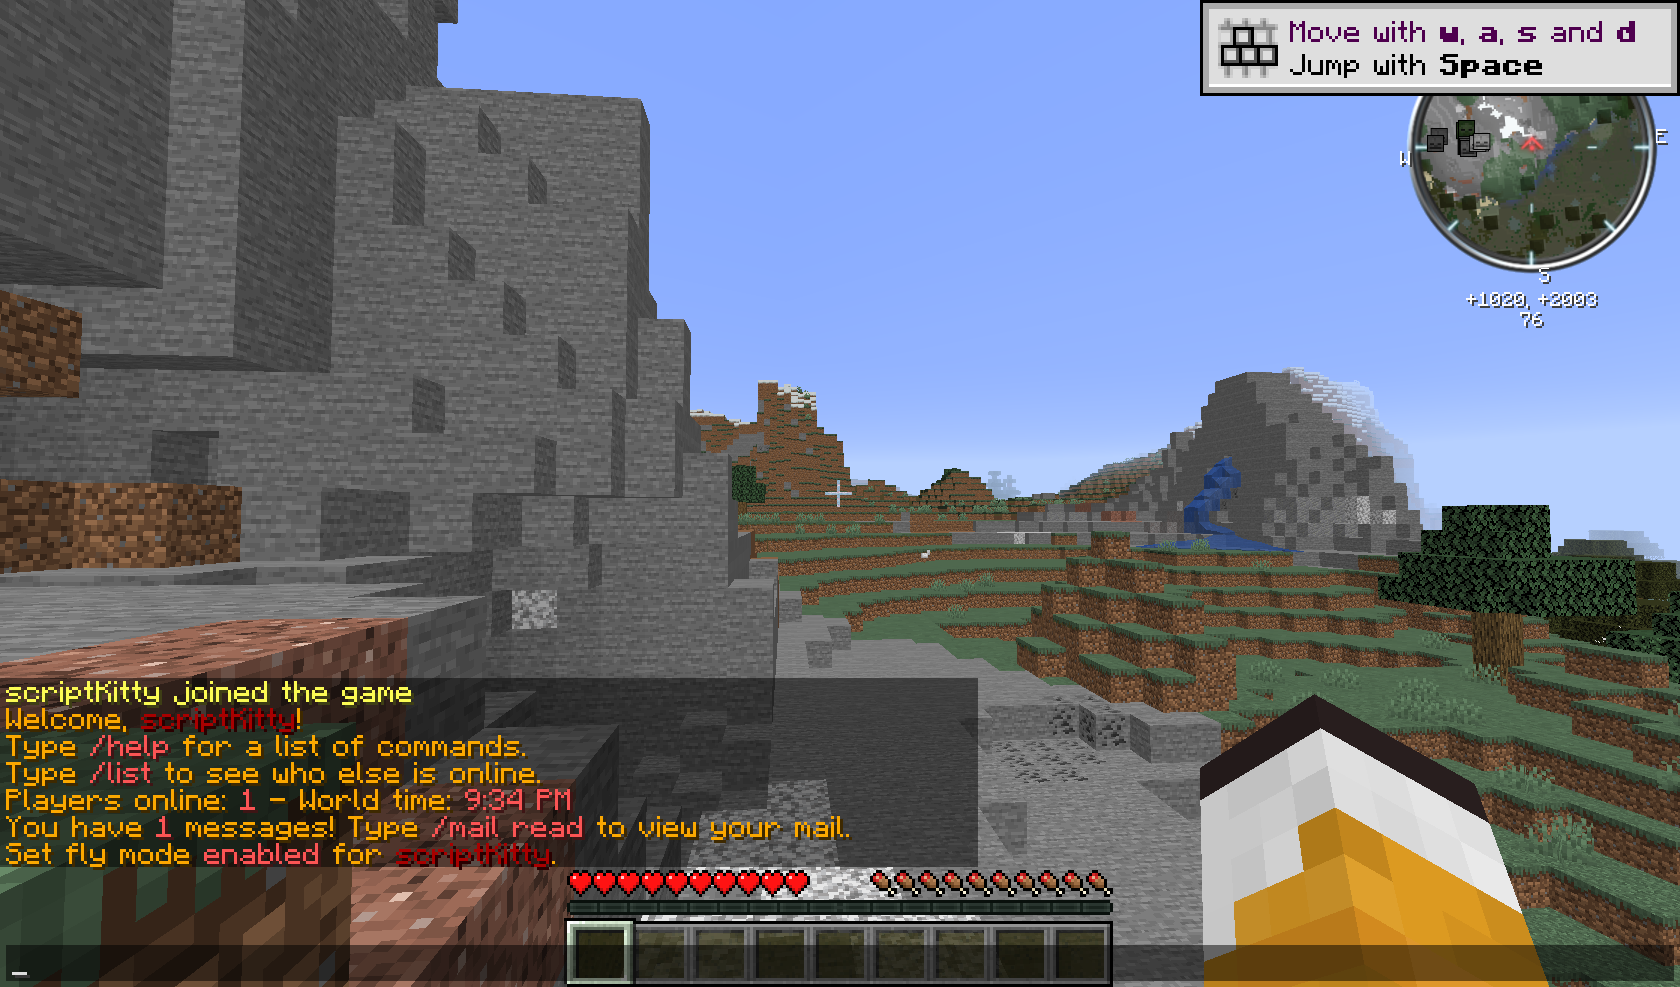 Move with w, a, s and d
Jump with Space
W
E
S
+1020, +2003
76
scriptKitty joined the game
Welcome, scriptKitty!
Type /help for a list of commands.
Type /list to see who else is online.
Players online: 1 - World time: 9:34 PM
You have 1 messages! Type /mail read to view your mail.
Set fly mode enabled for scriptKitty.
_